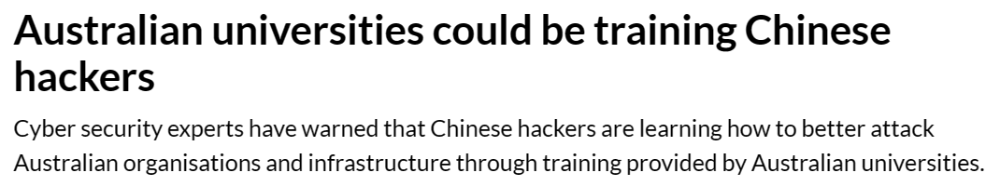 Australian universities could be training Chinese
hackers
Cyber security experts have warned that Chinese hackers are learning how to better attack
Australian organisations and infrastructure through training provided by Australian universities.